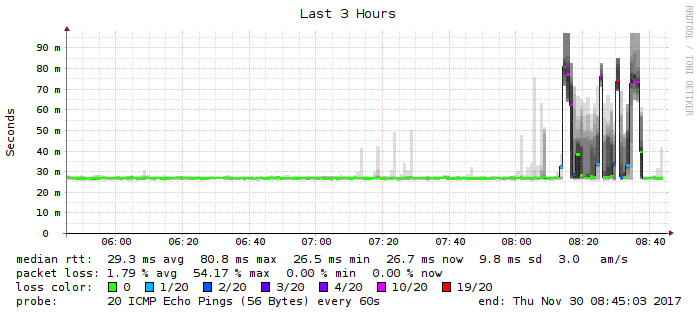 Last 3 Hours
RRDTOOL / TOBI OETIKER
Seconds
90 m
80 m
70 m
60 m
50 m
40 m
30 m
20 m
10 m
0
06:00 06:20 06:40 07:00 07:20 07:40 08:00 08:20 08:40
median rtt: 29.3 ms avg 80.8 ms max 26.5 ms min 26.7 ms now 9.8 ms sd 3.0 am/s
packet loss: 1.79 % avg 54.17 % max 0.00 % min 0.00 % now
loss color: 0 1/20 2/20 3/20 4/20 10/20 19/20
probe: 20 ICMP Echo Pings (56 Bytes) every 60s end: Thu Nov 30 08:45:03 2017